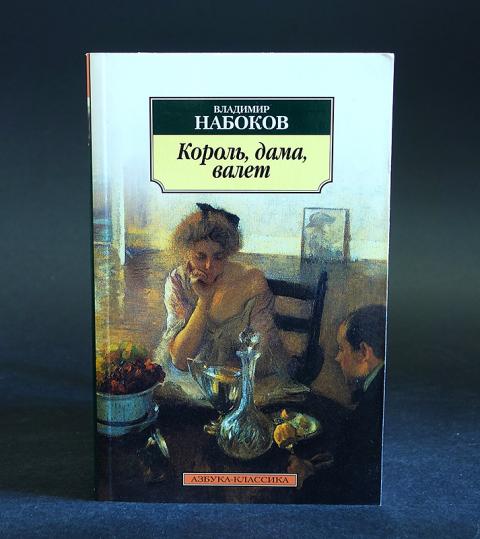 ВЛАДИМИР
НАБОКОВ
Король, дама,
валет
АЗБУКА-КЛАССИКА